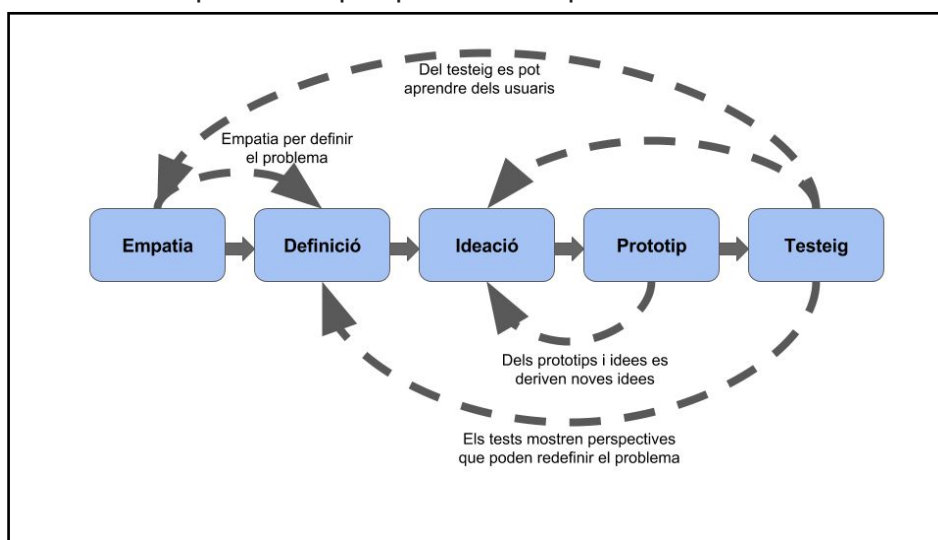 Del testeig es pot
aprendre dels usuaris
Empatia per definir
el problema
Empatia
Definició
Ideació
Prototip
Testeig
Dels prototips i idees es
deriven noves idees
Els tests mostren perspectives
que poden redefinir el problema